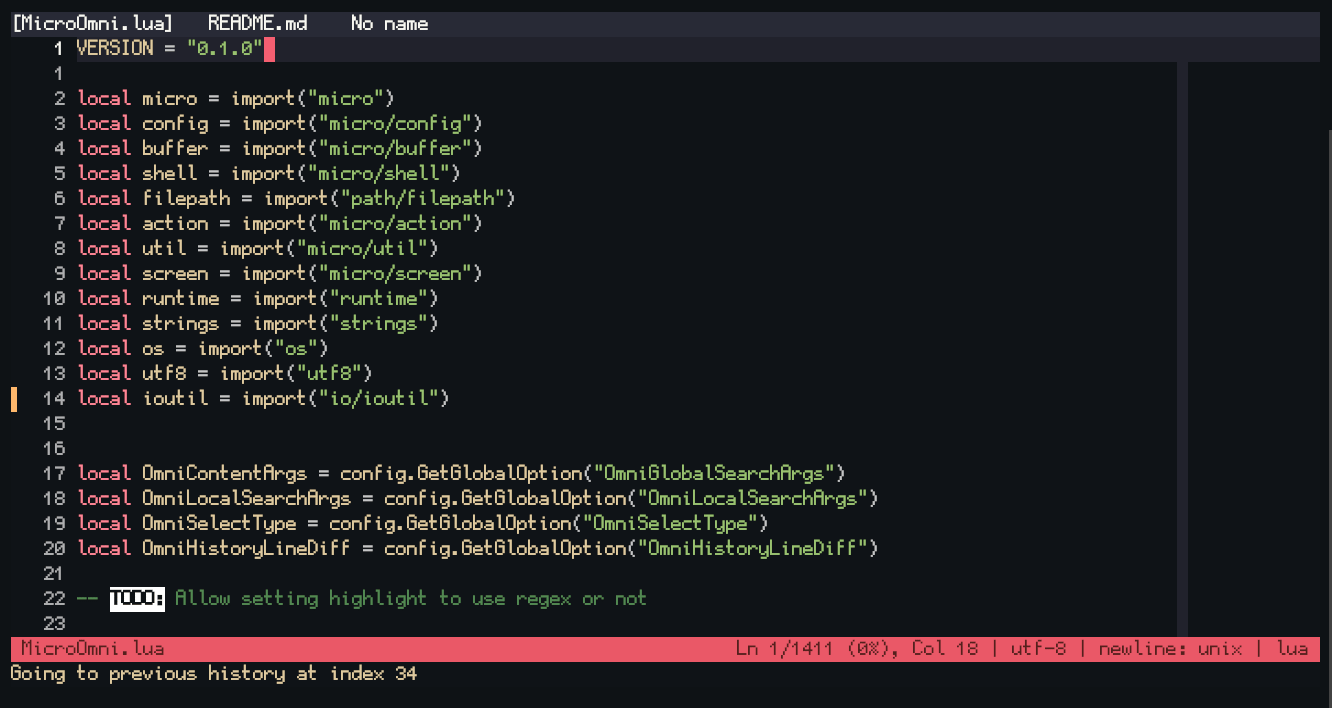 [MicroOmni.lua]   README.md    No name
1 VERSION = "0.1.0"
1
2 local micro = import("micro")
3 local config = import("micro/config")
4 local buffer = import("micro/buffer")
5 local shell = import("micro/shell")
6 local filepath = import("path/filepath")
7 local action = import("micro/action")
8 local util = import("micro/util")
9 local screen = import("micro/screen")
10 local runtime = import("runtime")
11 local strings = import("strings")
12 local os = import("os")
13 local utf8 = import("utf8")
14 local ioutil = import("io/ioutil")
15
16
17 local OmniContentArgs = config.GetGlobalOption("OmniGlobalSearchArgs")
18 local OmniLocalSearchArgs = config.GetGlobalOption("OmniLocalSearchArgs")
19 local OmniSelectType = config.GetGlobalOption("OmniSelectType")
20 local OmniHistoryLineDiff = config.GetGlobalOption("OmniHistoryLineDiff")
21
22 -- TODO: Allow setting highlight to use regex or not
23
MicroOmni.lua Ln 1/1411 (0%), Col 18 | utf-8 | newline: unix | lua
Going to previous history at index 34